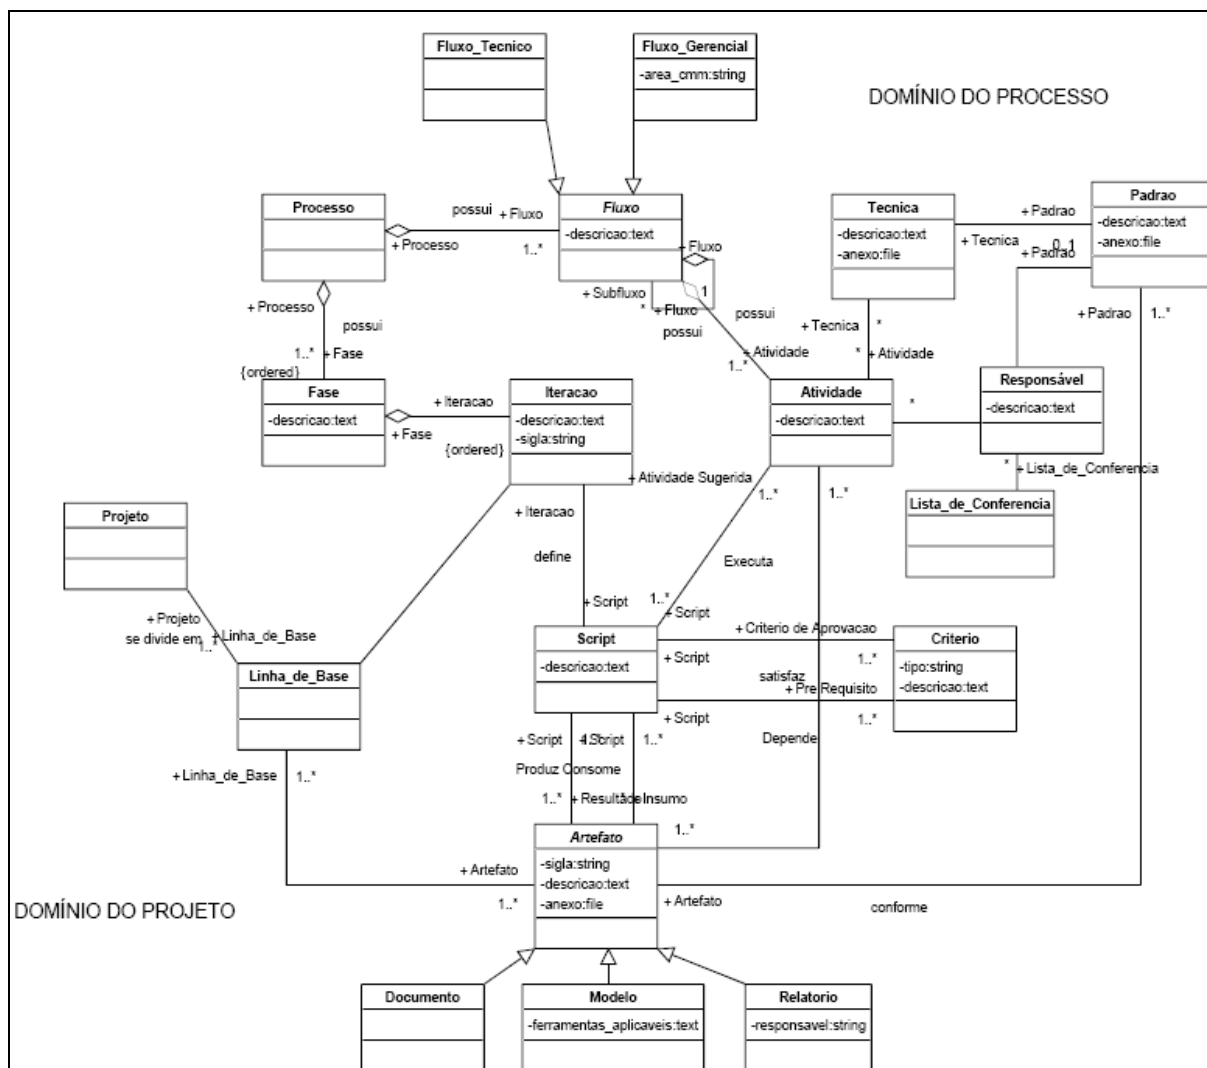 Fluxo_Tecnico
Fluxo_Gerencial
-area_cmm:string
DOMÍNIO DO PROCESSO
Processo
possui
+ Fluxo
+ Processo
1..*
Fluxo
-descricao:text
+ Fluxo
1
+ Subfluxo
*
+ Fluxo
possui
possui
Tecnica
-descricao:text
-anexo:file
+ Padrao
+ Tecnica
0..1
+ Padrao
Padrao
-descricao:text
-anexo:file
+ Processo
possui
1..*
+ Fase
{ordered}
+ Atividade
1..*
+ Tecnica
*
*
+ Atividade
+ Padrao
1..*
Fase
-descricao:text
+ Iteracao
+ Fase
{ordered}
Iteracao
-descricao:text
-sigla:string
Atividade
-descricao:text
*
Responsável
-descricao:text
*
+ Lista_de_Conferencia
Lista_de_Conferencia
+ Atividade Sugerida
1..*
1..*
Projeto
+ Iteracao
define
Executa
+ Script
1..*
+ Script
+ Projeto
se divide em
1..*
+ Linha_de_Base
Linha_de_Base
Script
-descricao:text
+ Criterio de Aprovacao
+ Script
1..*
satisfaz
+ Pre Requisito
+ Script
1..*
Criterio
-tipo:string
-descricao:text
Depende
+ Linha_de_Base
1..*
+ Script
+ Script
1..*
Produz
Consome
1..*
+ Insumo
1..*
Artefato
-sigla:string
-descricao:text
-anexo:file
+ Artefato
1..*
+ Artefato
conforme
DOMÍNIO DO PROJETO
Documento
Modelo
-ferramentas_aplicaveis:text
Relatorio
-responsavel:string